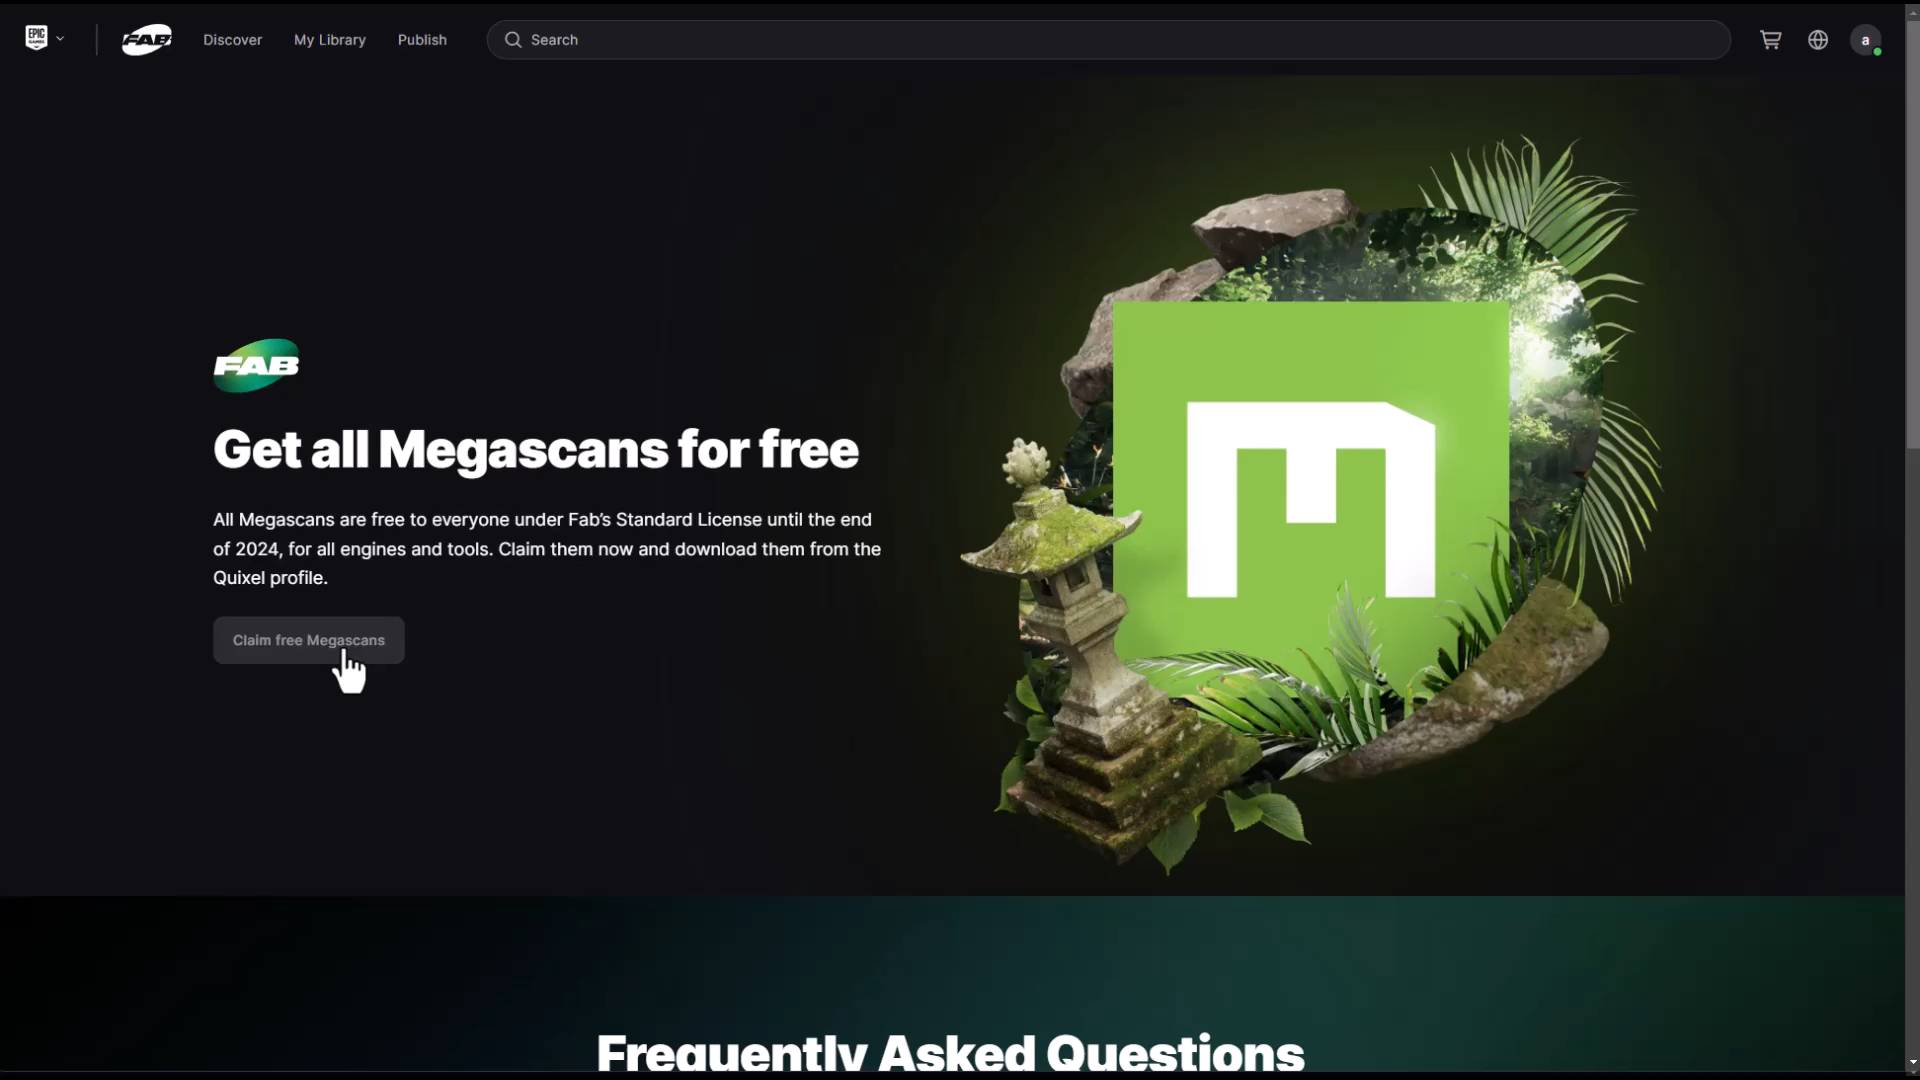 EPIC
GAMES
FAB
Discover
My Library
Publish
Search
a
FAB
Get all Megascans for free
All Megascans are free to everyone under Fab's Standard License until the end
of 2024, for all engines and tools. Claim them now and download them from the
Quixel profile.
Claim free Megascans
Frequently Asked Questions